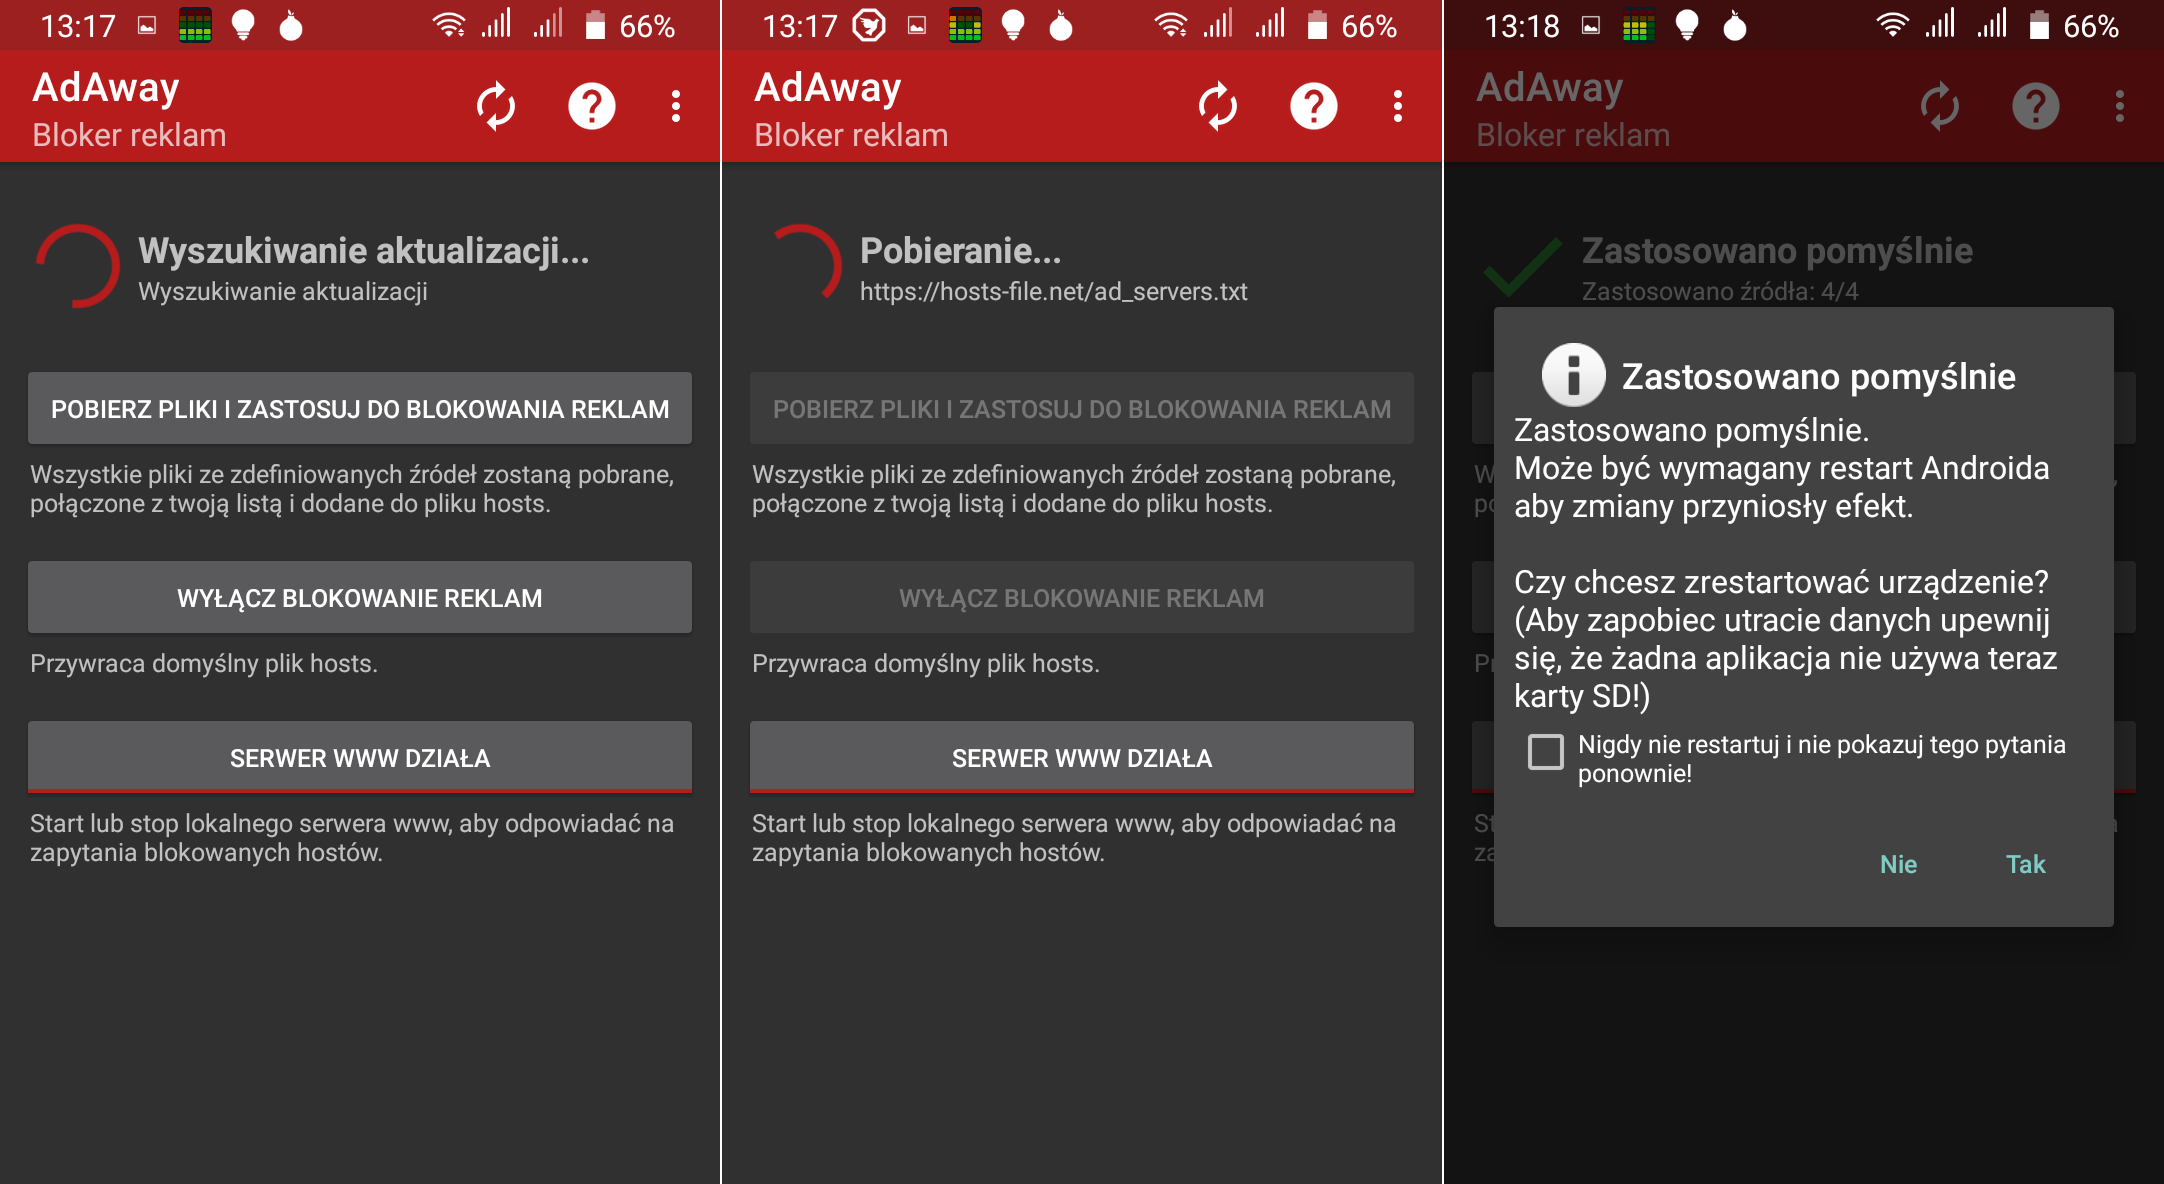 13:17
66%
AdAway
Bloker reklam
Wyszukiwanie aktualizacji...
Wyszukiwanie aktualizacji
POBIERZ PLIKI I ZASTOSUJ DO BLOKOWANIA REKLAM
Wszystkie pliki ze zdefiniowanych źródeł zostaną pobrane,
połączone z twoją listą i dodane do pliku hosts.
WYŁĄCZ BLOKOWANIE REKLAM
Przywraca domyślny plik hosts.
SERWER WWW DZIAŁA
Start lub stop lokalnego serwera www, aby odpowiadać na
zapytania blokowanych hostów.
13:17
66%
AdAway
Bloker reklam
Pobieranie...
https://hosts-file.net/ad_servers.txt
POBIERZ PLIKI I ZASTOSUJ DO BLOKOWANIA REKLAM
Wszystkie pliki ze zdefiniowanych źródeł zostaną pobrane,
połączone z twoją listą i dodane do pliku hosts.
WYŁĄCZ BLOKOWANIE REKLAM
Przywraca domyślny plik hosts.
SERWER WWW DZIAŁA
Start lub stop lokalnego serwera www, aby odpowiadać na
zapytania blokowanych hostów.
13:18
66%
AdAway
Bloker reklam
Zastosowano pomyślnie
Zastosowano źródła: 4/4
Zastosowano pomyślnie
Zastosowano pomyślnie.
Może być wymagany restart Androida
aby zmiany przyniosły efekt.
Czy chcesz zrestartować urządzenie?
(Aby zapobiec utracie danych upewnij
się, że żadna aplikacja nie używa teraz
karty SD!)
Nigdy nie restartuj i nie pokazuj tego pytania
ponownie!
Nie
Tak